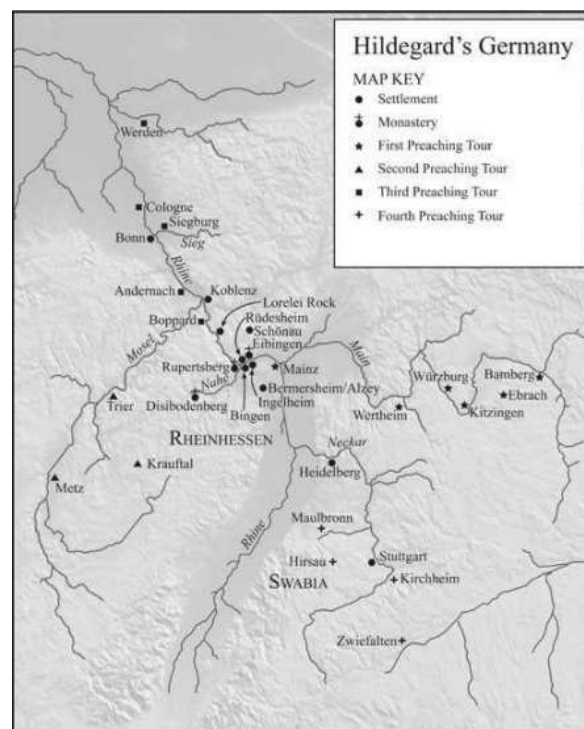 Hildegard's Germany
MAP KEY
Settlement
Monastery
First Preaching Tour
Second Preaching Tour
Third Preaching Tour
Fourth Preaching Tour
Werden
Cologne
Siegburg
Bonn
Sieg
Rhine
Andernach
Koblenz
Lorelei Rock
Boppard
Rüdesheim
Schönau
Eibingen
Mosel
Rupertsberg
Mainz
Main
Nahe
Bermersheim/Alzey
Ingelheim
Disibodenberg
Bingen
Trier
RHEINHESSEN
Würzburg
Bamberg
Ebrach
Kitzingen
Wertheim
Neckar
Krauftal
Heidelberg
Metz
Maulbronn
Rhine
Hirsau
Stuttgart
SWABIA
Kirchheim
Zwiefalten